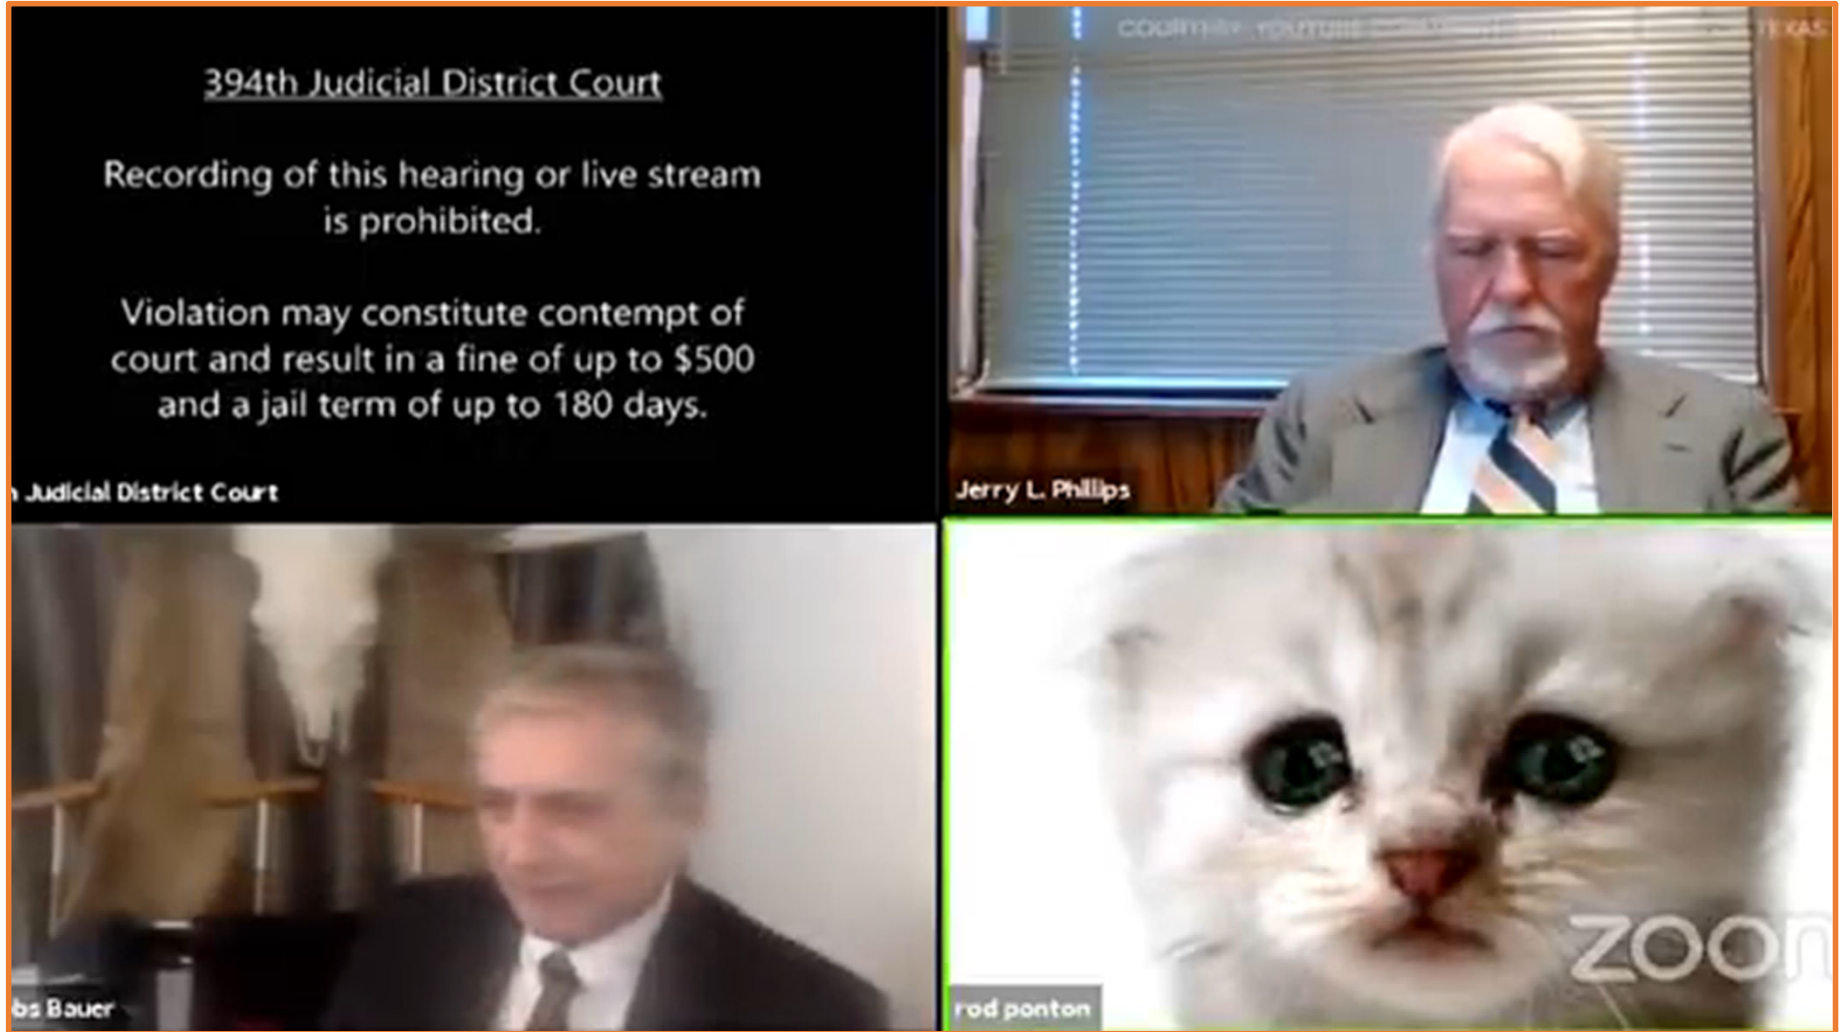 394th Judicial District Court
Recording of this hearing or live stream
is prohibited.
Violation may constitute contempt of
court and result in a fine of up to $500
and a jail term of up to 180 days.
Judicial District Court
TEXAS
Jerry L. Phillips
bs Bauer
zoom
rod ponton